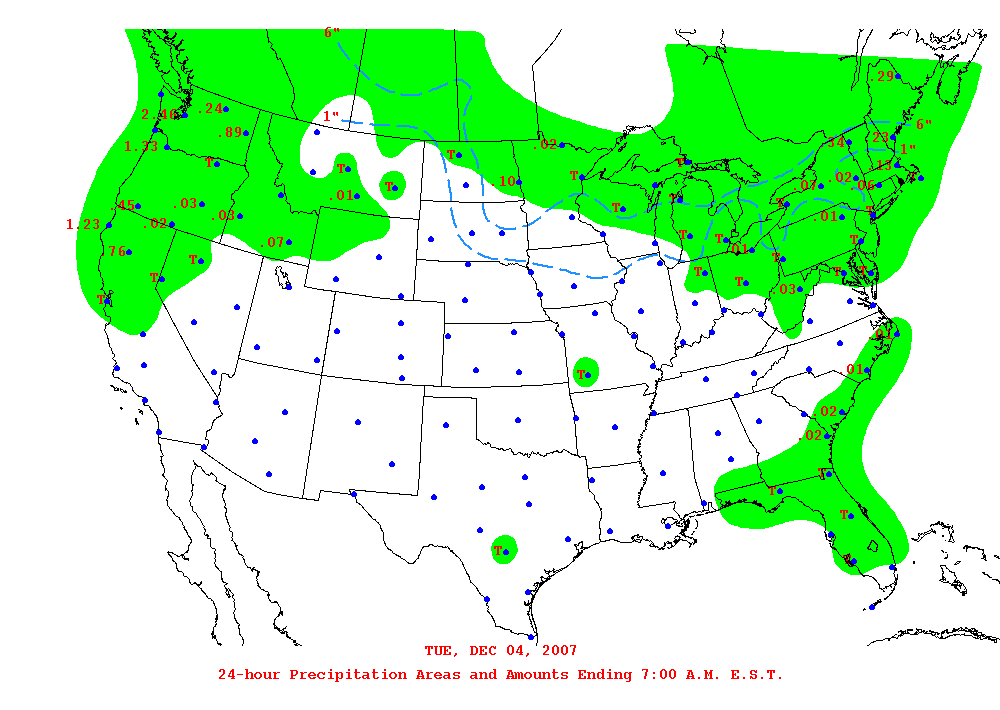 6"
.29
1"
2.46
.24
6"
.89
.23
.34
1.33
.02
1"
T
T
T
T
T
.13
.10
.02
.06
T
T
.07
.01
.45
.03
T
T
.03
.01
T
1.23
.02
T
T
T
.07
.76
.01
T
T
T
T
T
T
T
.03
T
.01
T
.01
.02
.02
T
T
T
T
T
TUE, DEC 04, 2007
24-hour Precipitation Areas and Amounts Ending 7:00 A.M. E.S.T.